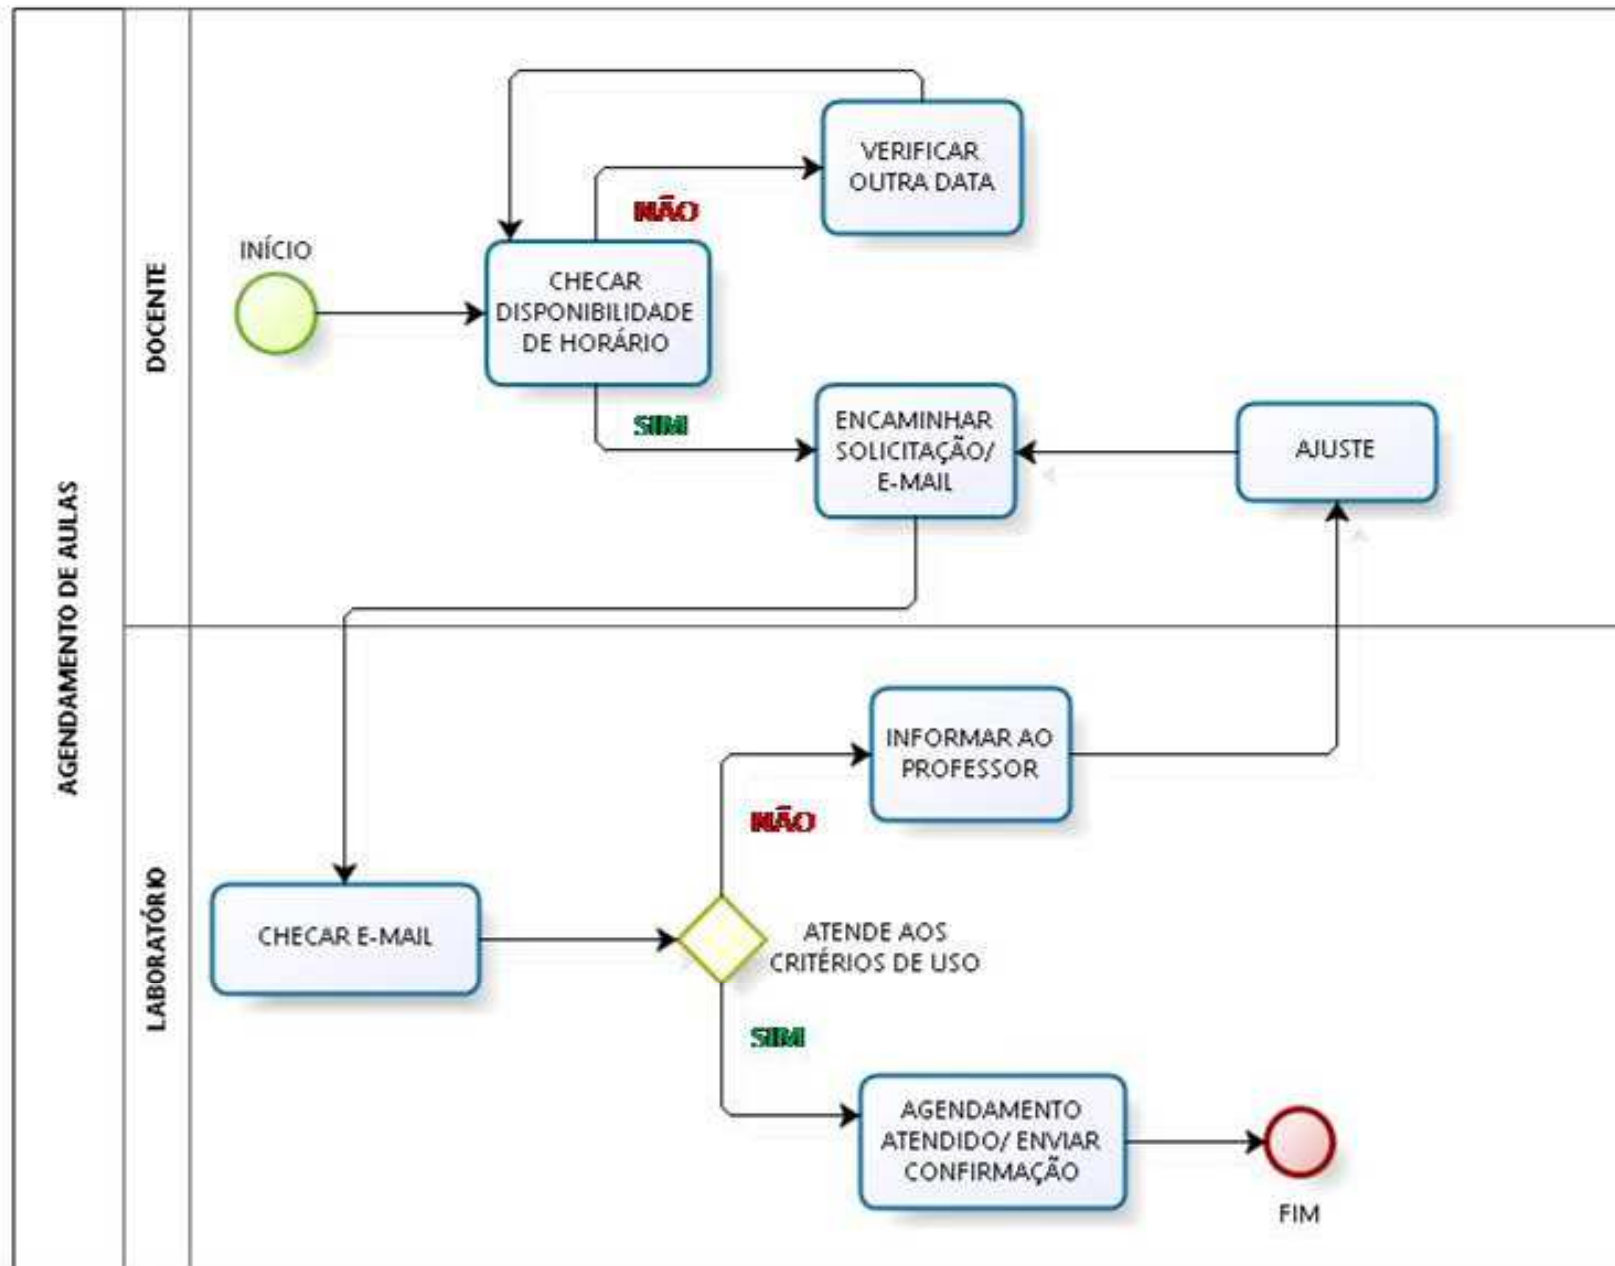 AGENDAMENTO DE AULAS
DOCENTE
INÍCIO
CHECAR
DISPONIBILIDADE
DE HORÁRIO
NÃO
VERIFICAR
OUTRA DATA
SIM
ENCAMINHAR
SOLICITAÇÃO/
E-MAIL
AJUSTE
LABORATÓRIO
CHECAR E-MAIL
ATENDE AOS
CRITÉRIOS DE USO
NÃO
INFORMAR AO
PROFESSOR
SIM
AGENDAMENTO
ATENDIDO/ ENVIAR
CONFIRMAÇÃO
FIM